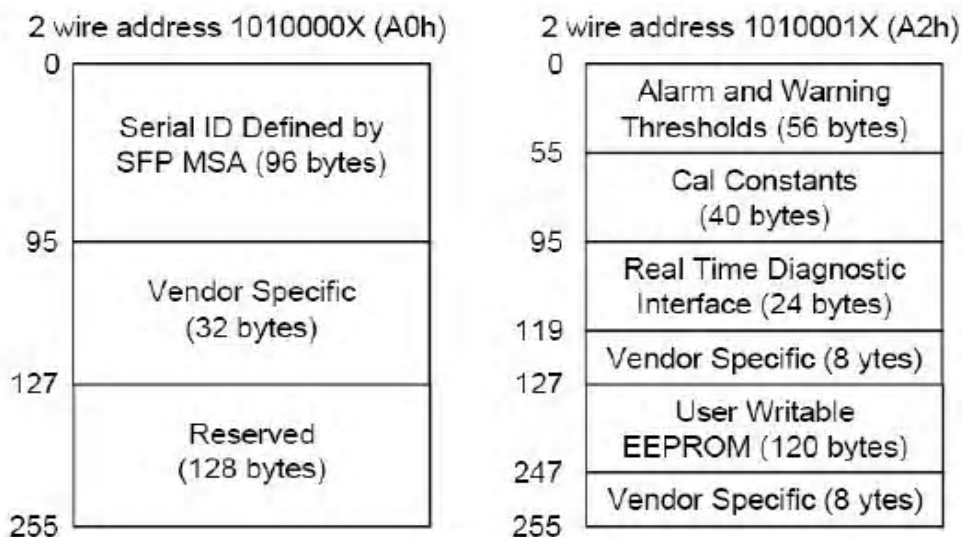 2 wire address 1010000X (A0h)
0
Serial ID Defined by
SFP MSA (96 bytes)
95
Vendor Specific
(32 bytes)
127
Reserved
(128 bytes)
255
2 wire address 1010001X (A2h)
0
Alarm and Warning
Thresholds (56 bytes)
55
Cal Constants
(40 bytes)
95
Real Time Diagnostic
Interface (24 bytes)
119
Vendor Specific (8 ytes)
127
User Writable
EEPROM (120 bytes)
247
Vendor Specific (8 ytes)
255